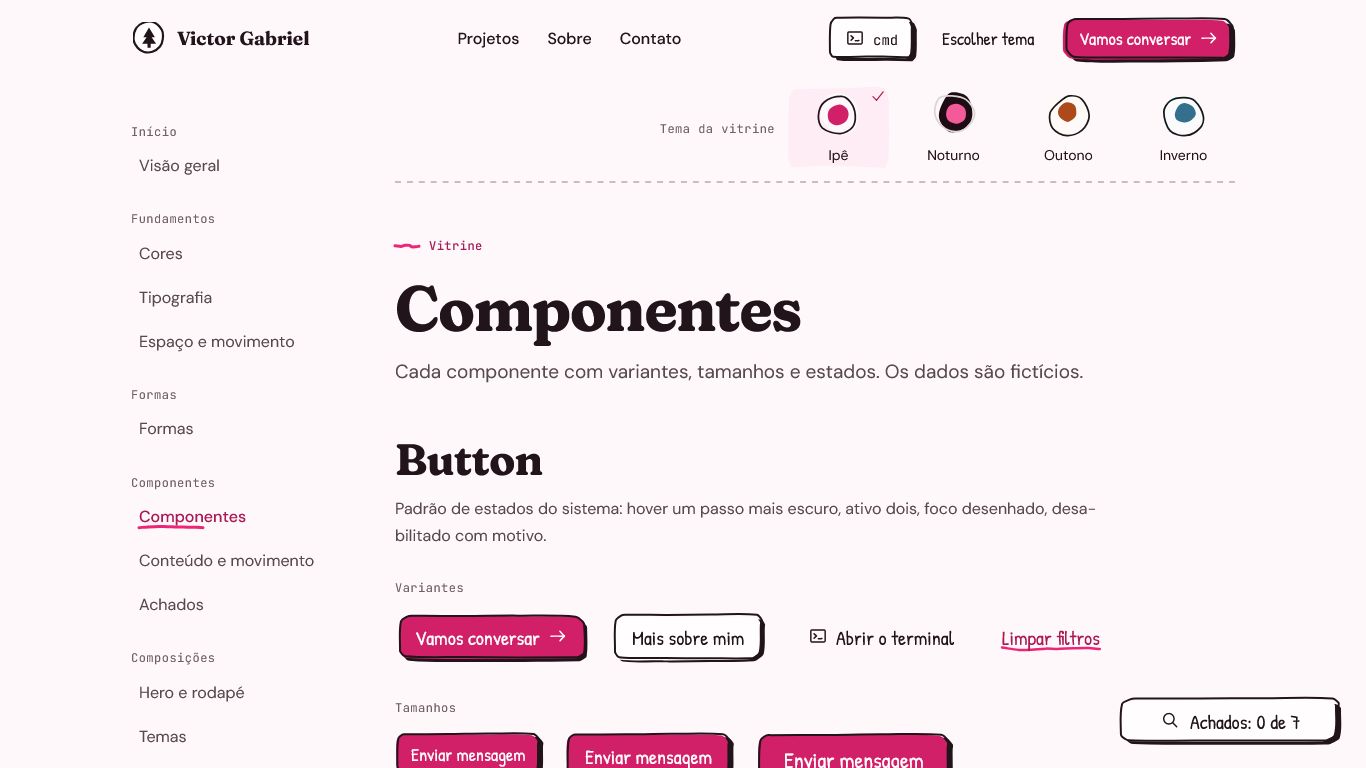 Victor Gabriel
Projetos
Sobre
Contato
cmd
Escolher tema
Vamos conversar
Tema da vitrine
Ipê
Noturno
Outono
Inverno
Início
Visão geral
Fundamentos
Cores
Tipografia
Espaço e movimento
Formas
Formas
Componentes
Componentes
Conteúdo e movimento
Achados
Composições
Hero e rodapé
Temas
Vitrine
Componentes
Cada componente com variantes, tamanhos e estados. Os dados são fictícios.
Button
Padrão de estados do sistema: hover um passo mais escuro, ativo dois, foco desenhado, desa-
bilitado com motivo.
Variantes
Vamos conversar
Mais sobre mim
Abrir o terminal
Limpar filtros
Tamanhos
Enviar mensagem
Enviar mensagem
Enviar mensagem
Achados: 0 de 7